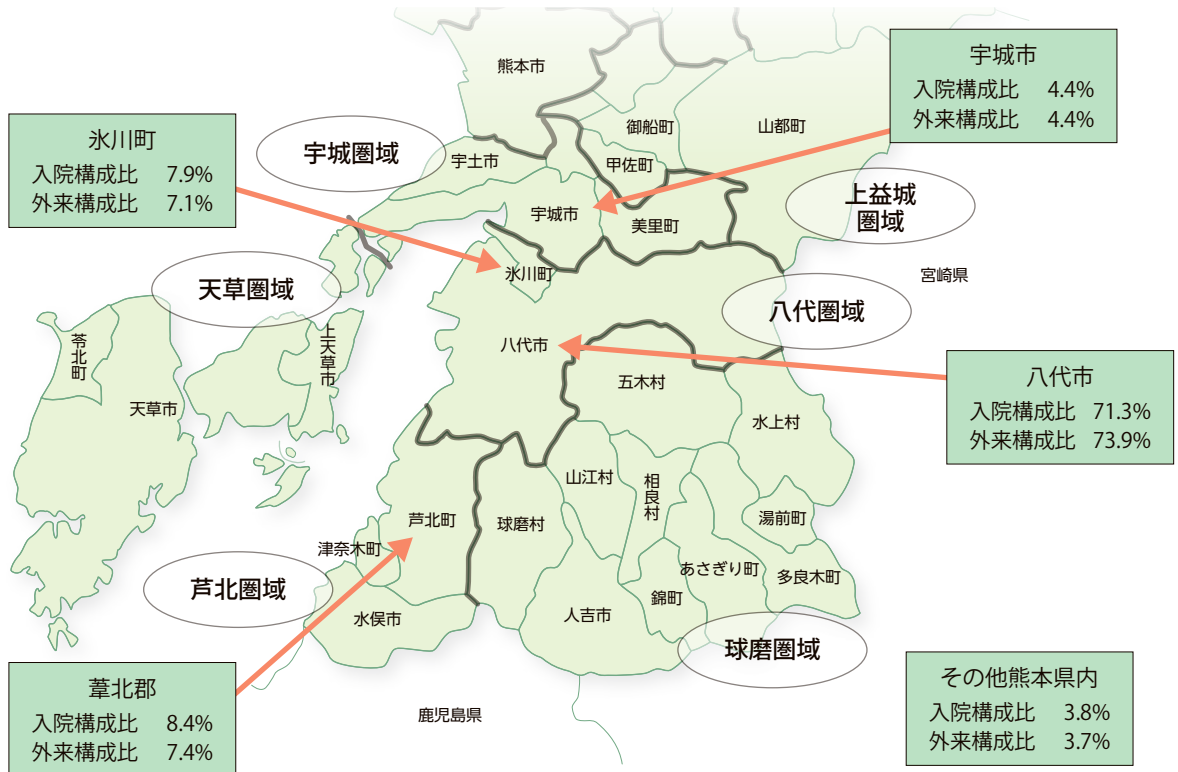 宇城市
入院構成比 4.4%
外来構成比 4.4%
熊本市
御船町
山都町
氷川町
入院構成比 7.9%
外来構成比 7.1%
宇城圏域
宇土市
甲佐町
上益城
圏域
宇城市
美里町
氷川町
天草圏域
宮崎県
八代圏域
苓北町
上天草市
八代市
五木村
八代市
入院構成比 71.3%
外来構成比 73.9%
天草市
水上村
山江村
相良村
湯前町
芦北町
球磨村
津奈木町
あさぎり町
多良木町
芦北圏域
錦町
水俣市
人吉市
球磨圏域
葦北郡
入院構成比 8.4%
外来構成比 7.4%
鹿児島県
その他熊本県内
入院構成比 3.8%
外来構成比 3.7%